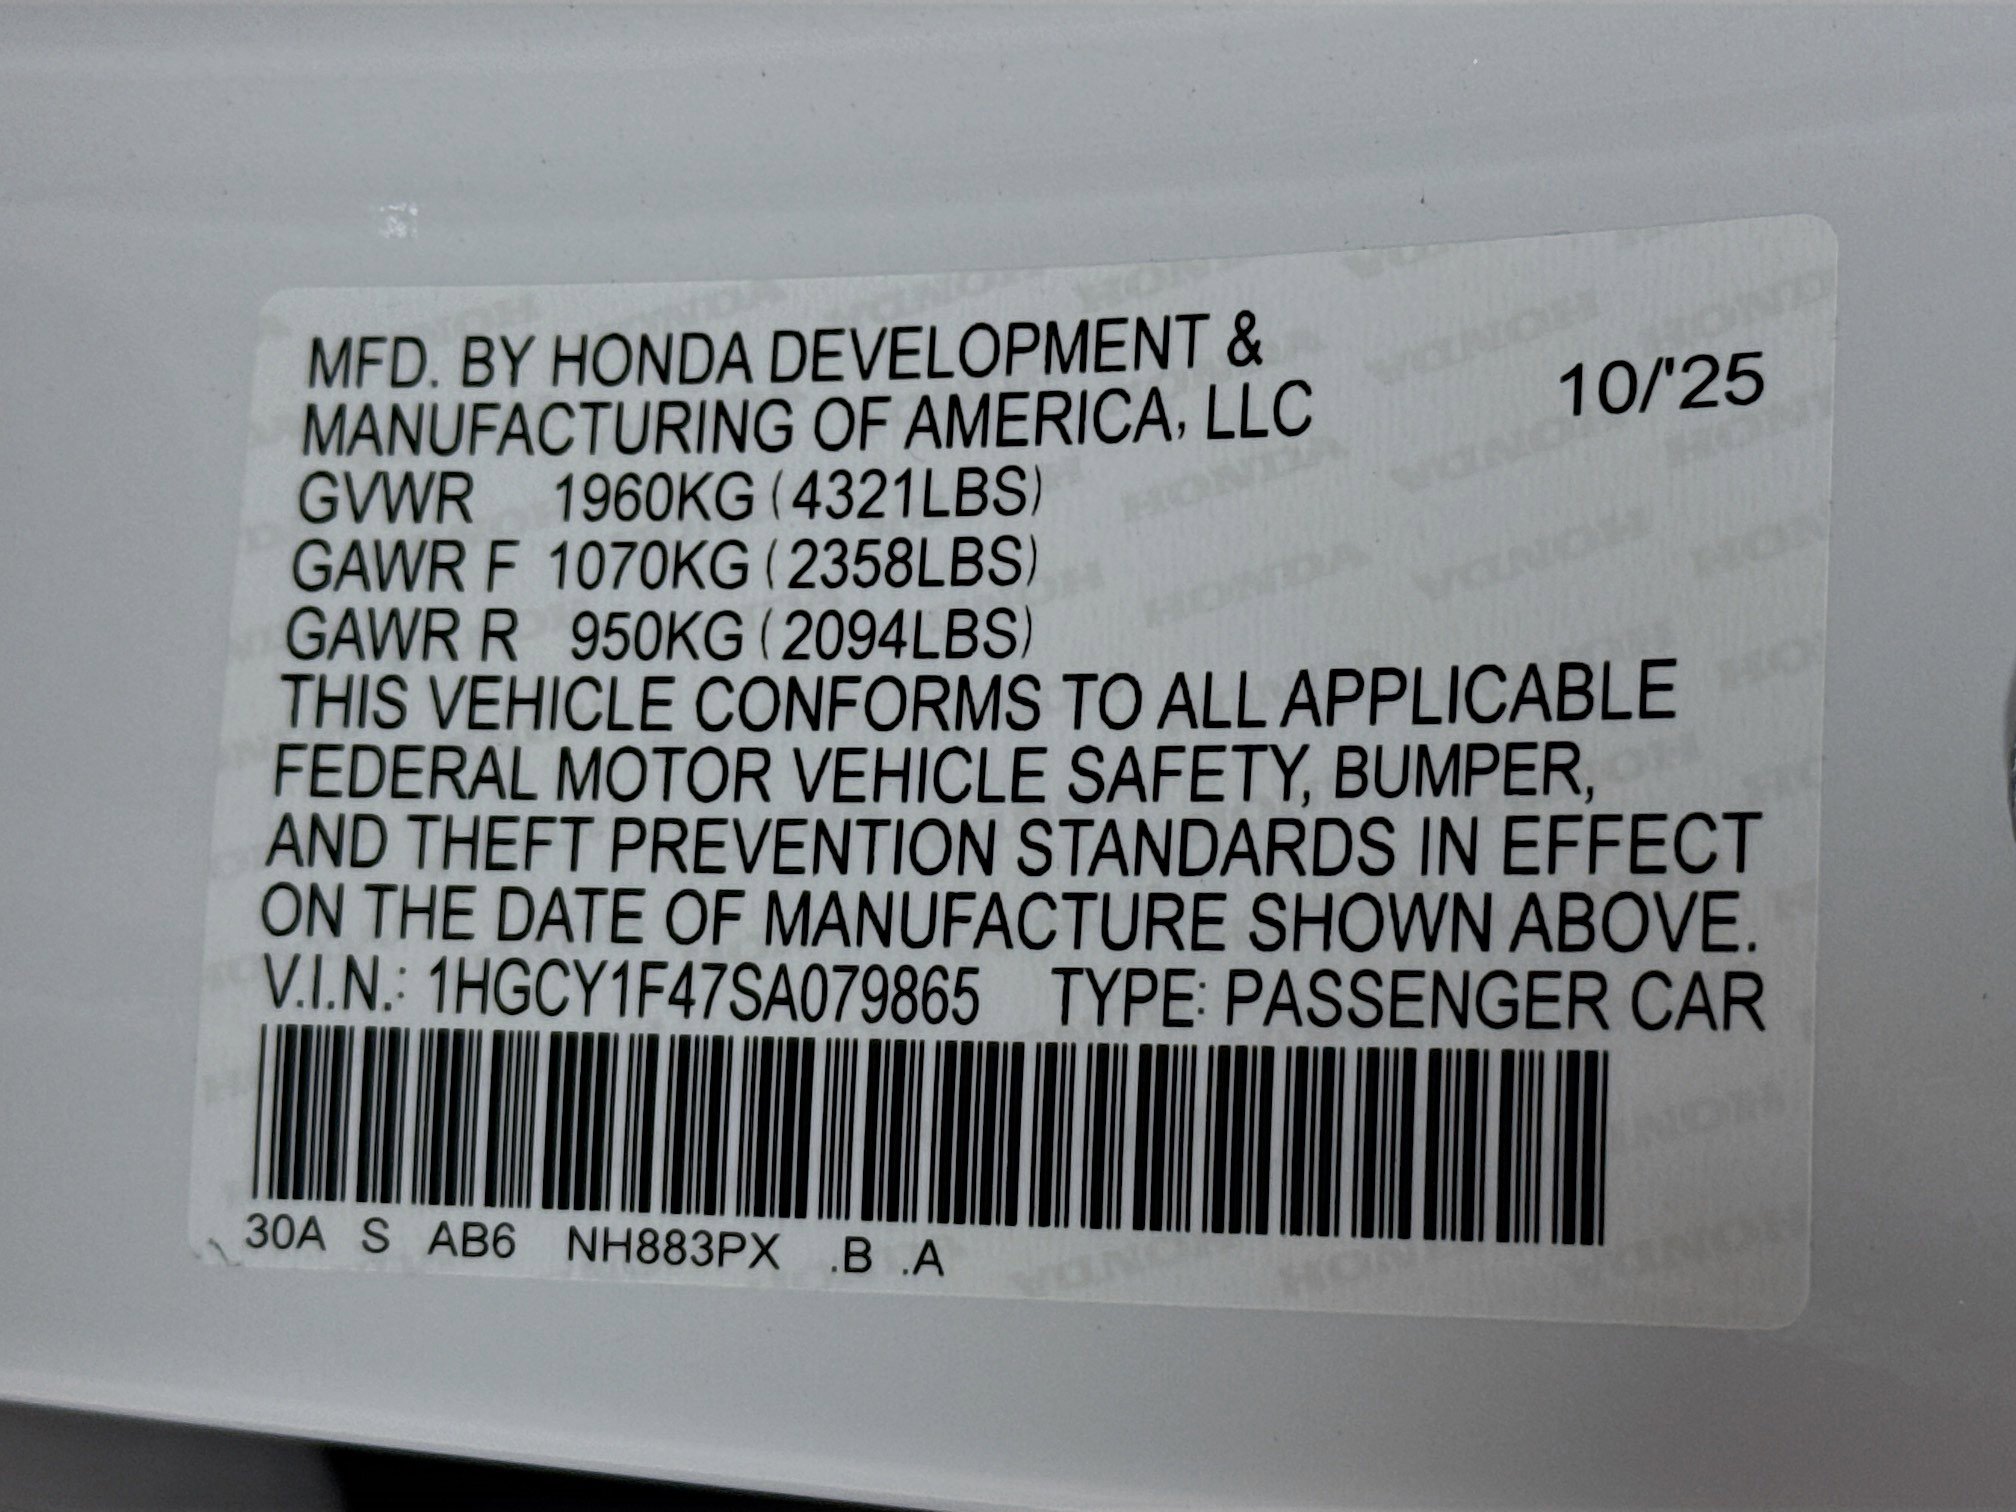 MFD. BY HONDA DEVELOPMENT &
MANUFACTURING OF AMERICA, LLC
10/'25
GVWR 1960KG (4321LBS)
GAWR F 1070KG (2358LBS)
GAWR R 950KG (2094LBS)
THIS VEHICLE CONFORMS TO ALL APPLICABLE
FEDERAL MOTOR VEHICLE SAFETY, BUMPER,
AND THEFT PREVENTION STANDARDS IN EFFECT
ON THE DATE OF MANUFACTURE SHOWN ABOVE.
V.I.N.: 1HGCY1F47SA079865 TYPE: PASSENGER CAR
30A S AB6 NH883PX .B .A